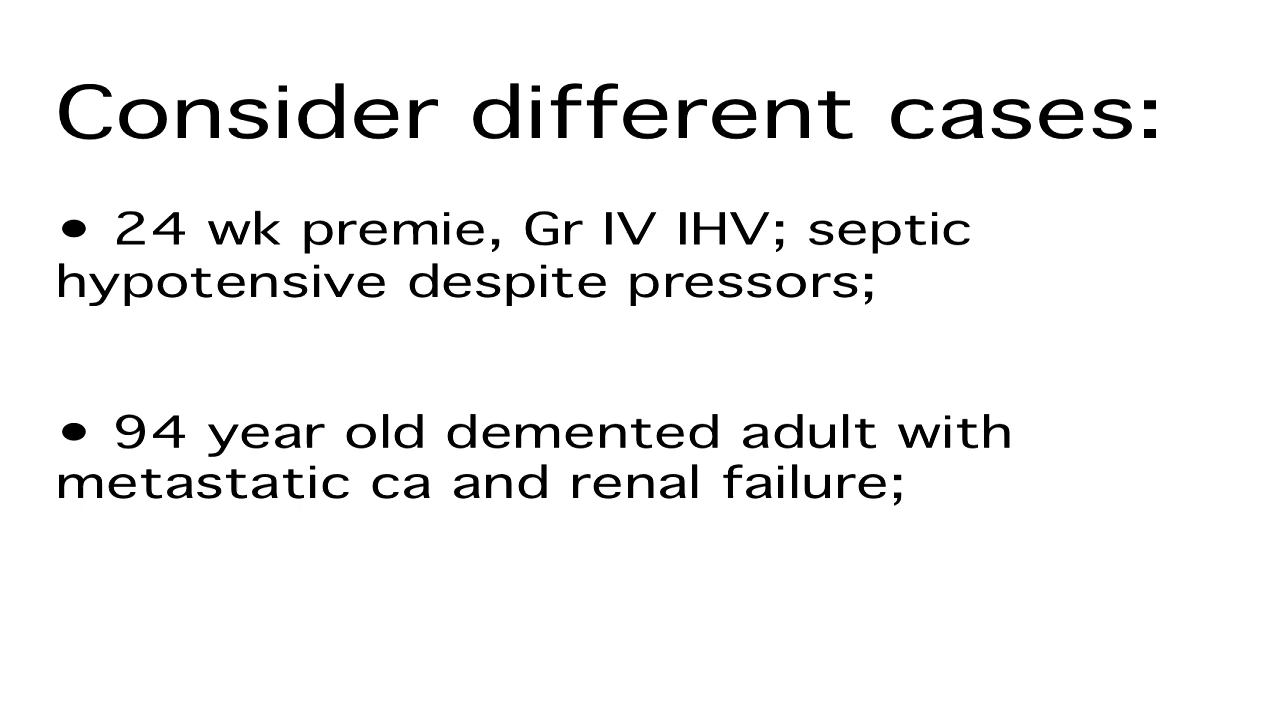 Consider different cases:
• 24 wk premie, Gr IV IHV; septic
hypotensive despite pressors;
• 94 year old demented adult with
metastatic ca and renal failure;